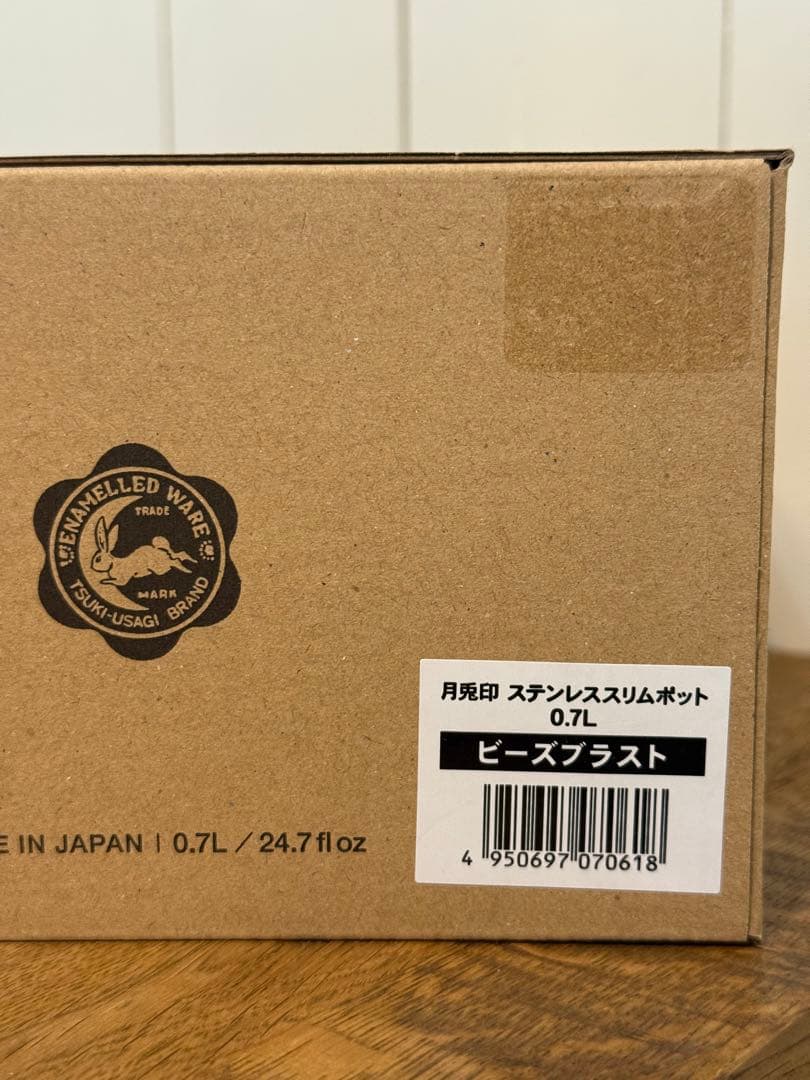 ENAMELLED WARE
TRADE
MARK
TSUKI-USAGI BRAND
月兎印 ステンレススリムポット
0.7L
ビーズブラスト
4 950697 070618
E IN JAPAN | 0.7L / 24.7 fl oz